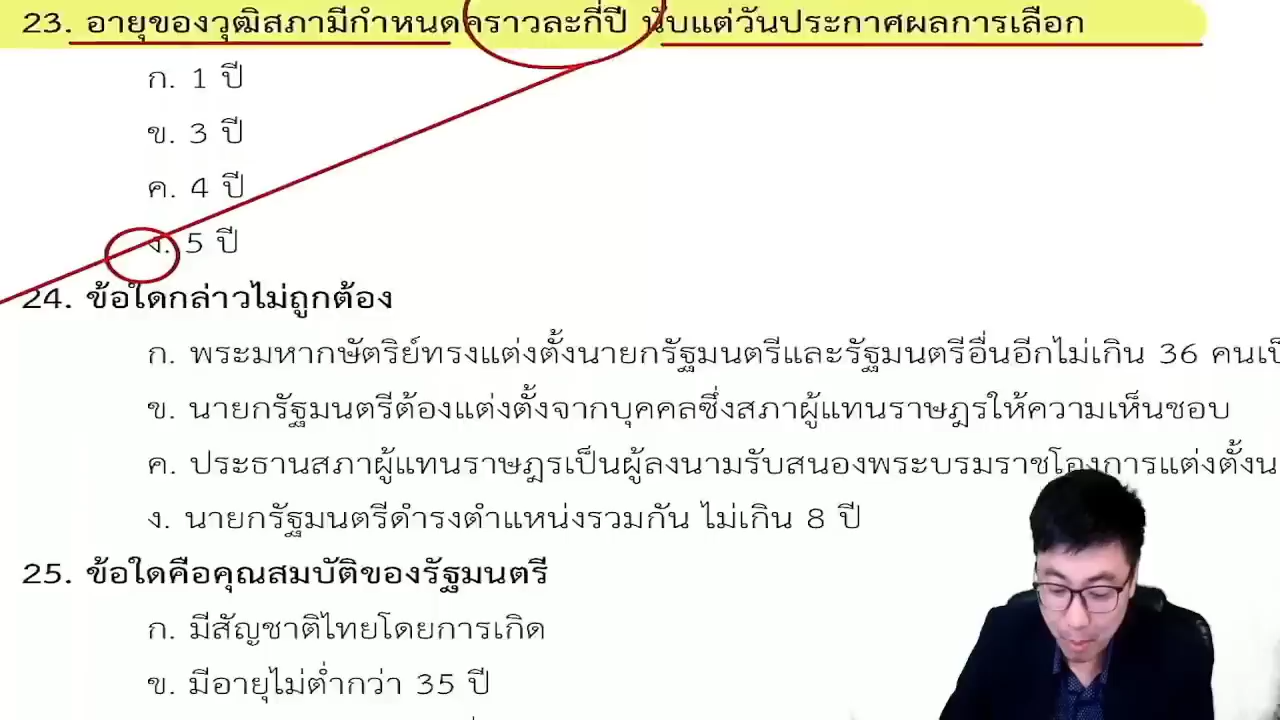 23. อายุของวุฒิสภามีกำหนดคราวละกี่ปี นับแต่วันประกาศผลการเลือก
ก. 1 ปี
ข. 3 ปี
ค. 4 ปี
ง. 5 ปี
24. ข้อใดกล่าวไม่ถูกต้อง
ก. พระมหากษัตริย์ทรงแต่งตั้งนายกรัฐมนตรีและรัฐมนตรีอื่นอีกไม่เกิน 36 คน
ข. นายกรัฐมนตรีต้องแต่งตั้งจากบุคคลซึ่งสภาผู้แทนราษฎรให้ความเห็นชอบ
ค. ประธานสภาผู้แทนราษฎรเป็นผู้ลงนามรับสนองพระบรมราชโองการแต่งตั้ง
ง. นายกรัฐมนตรีดำรงตำแหน่งรวมกัน ไม่เกิน 8 ปี
25. ข้อใดคือคุณสมบัติของรัฐมนตรี
ก. มีสัญชาติไทยโดยการเกิด
ข. มีอายุไม่ต่ำกว่า 35 ปี